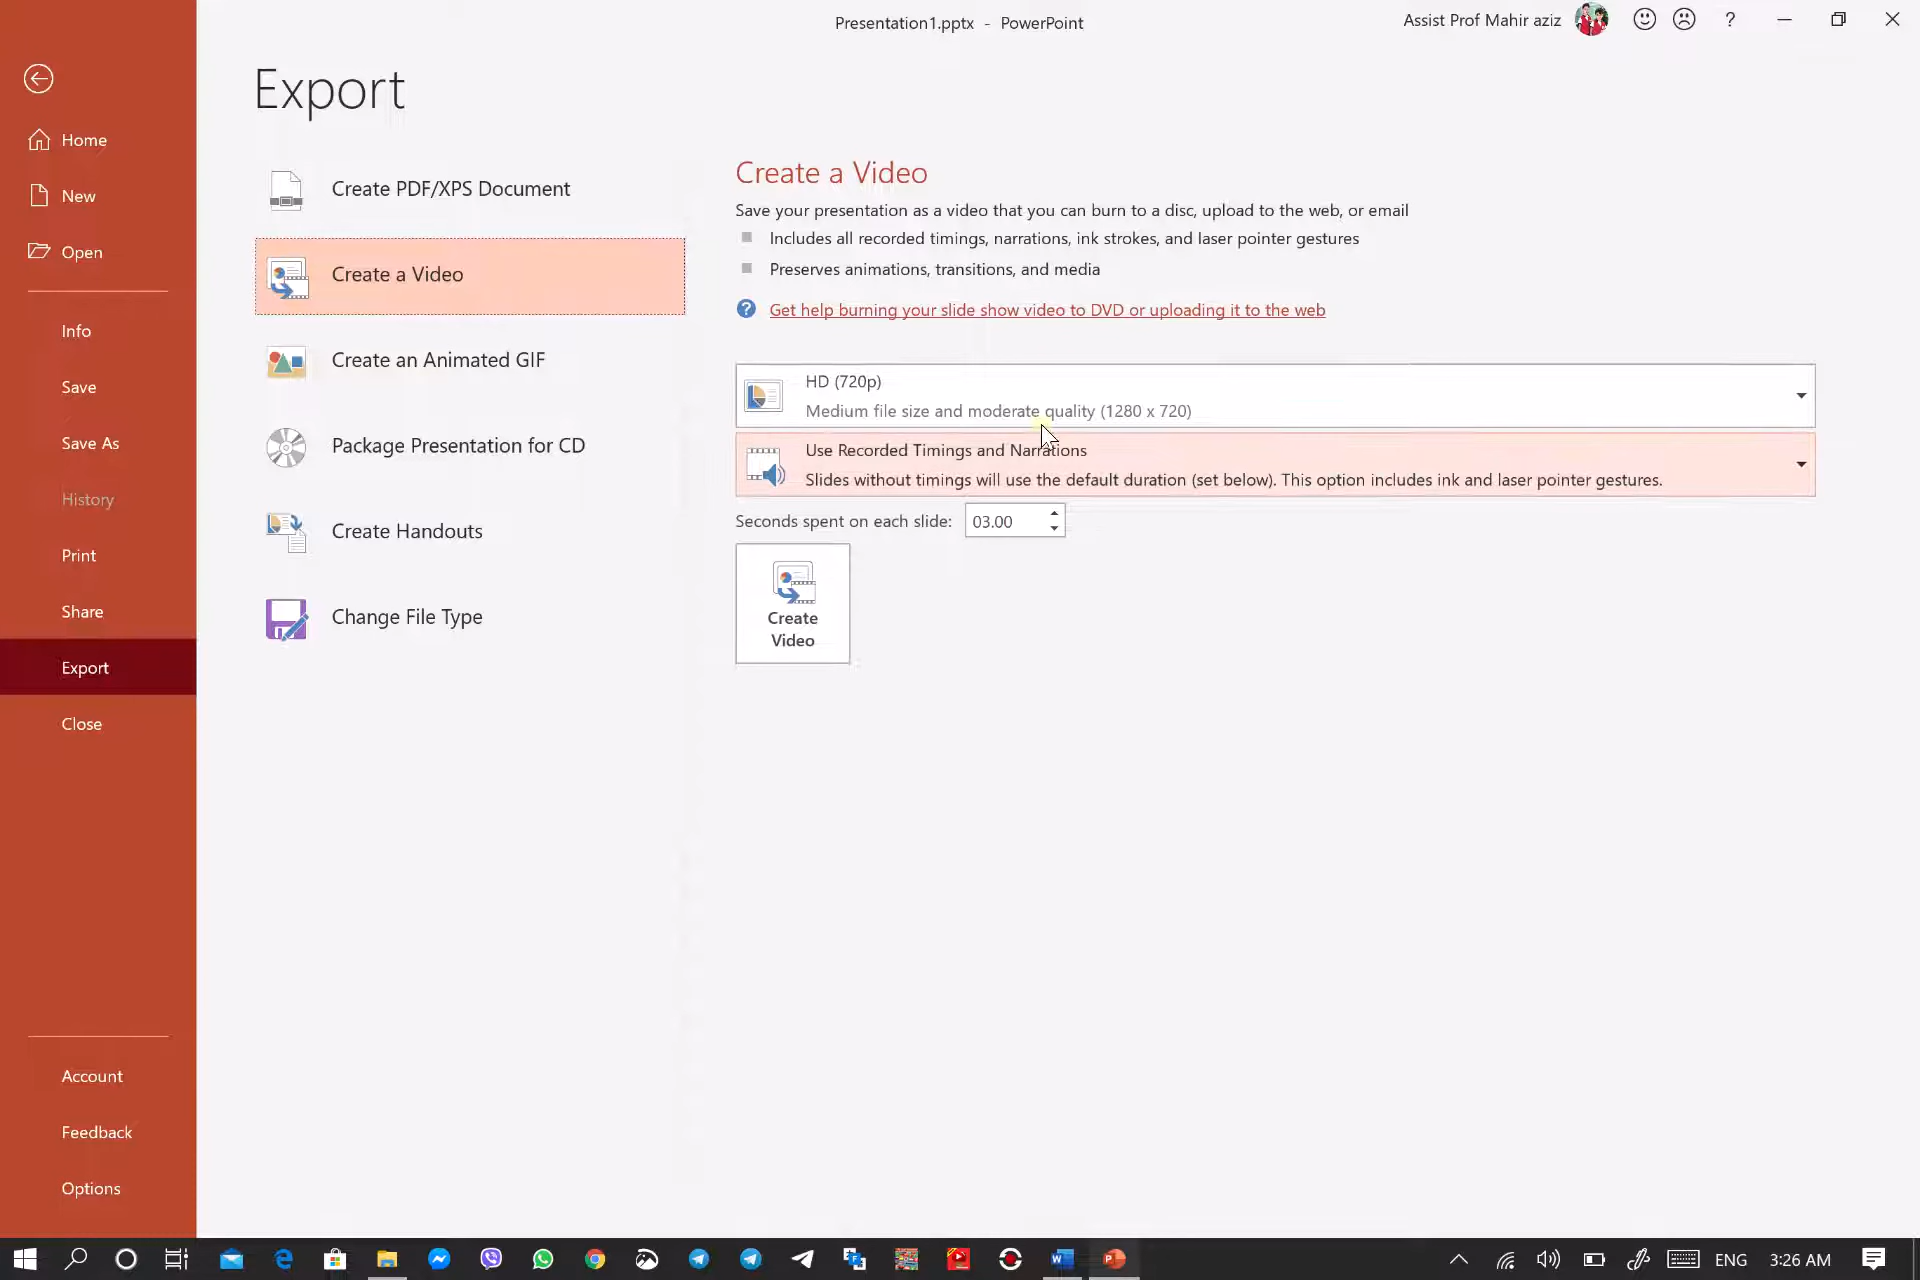 Presentation1.pptx - PowerPoint
Assist Prof Mahir aziz
?
Export
Home
New
Open
Info
Save
Save As
History
Print
Share
Export
Close
Account
Feedback
Options
Create PDF/XPS Document
Create a Video
Create an Animated GIF
Package Presentation for CD
Create Handouts
Change File Type
Create a Video
Save your presentation as a video that you can burn to a disc, upload to the web, or email
Includes all recorded timings, narrations, ink strokes, and laser pointer gestures
Preserves animations, transitions, and media
Get help burning your slide show video to DVD or uploading it to the web
HD (720p)
Medium file size and moderate quality (1280 x 720)
Use Recorded Timings and Narrations
Slides without timings will use the default duration (set below). This option includes ink and laser pointer gestures.
Seconds spent on each slide: 03.00
Create
Video
ENG
3:26 AM